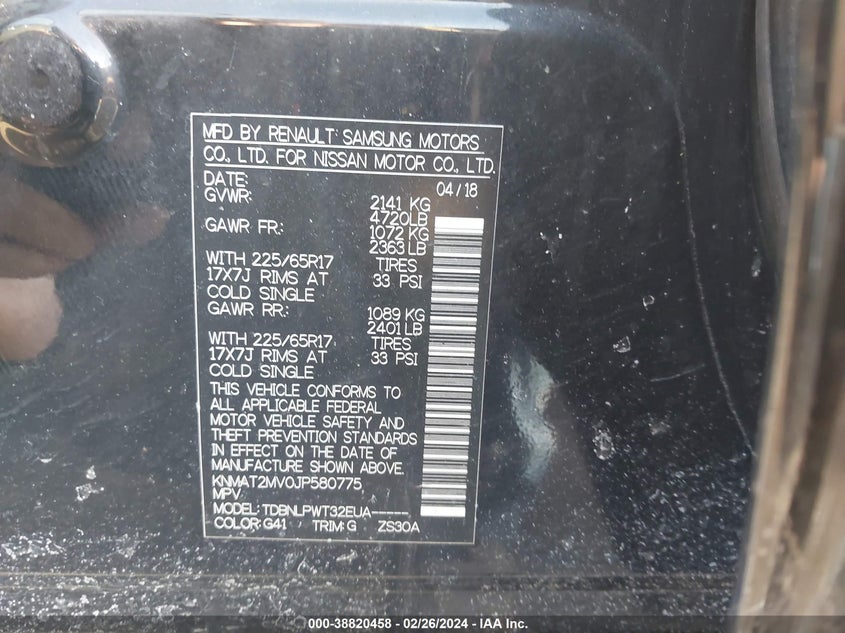 MFD BY RENAULT SAMSUNG MOTORS
CO., LTD. FOR NISSAN MOTOR CO., LTD.
DATE: 04/18
GVWR: 2141 KG
4720LB
GAWR FR.: 1072 KG
2363 LB
WITH 225/65R17 TIRES
17X7J RIMS AT 33 PSI
COLD SINGLE
GAWR RR.: 1089 KG
2401 LB
WITH 225/65R17 TIRES
17X7J RIMS AT 33 PSI
COLD SINGLE
THIS VEHICLE CONFORMS TO
ALL APPLICABLE FEDERAL
MOTOR VEHICLE SAFETY AND
THEFT PREVENTION STANDARDS
IN EFFECT ON THE DATE OF
MANUFACTURE SHOWN ABOVE.
KNMAT2MV0JP580775
MPV
MODEL: TDBNLPWT32EUA-----
COLOR: G41 TRIM: G ZS30A
000-38820458 - 02/26/2024 - IAA Inc.